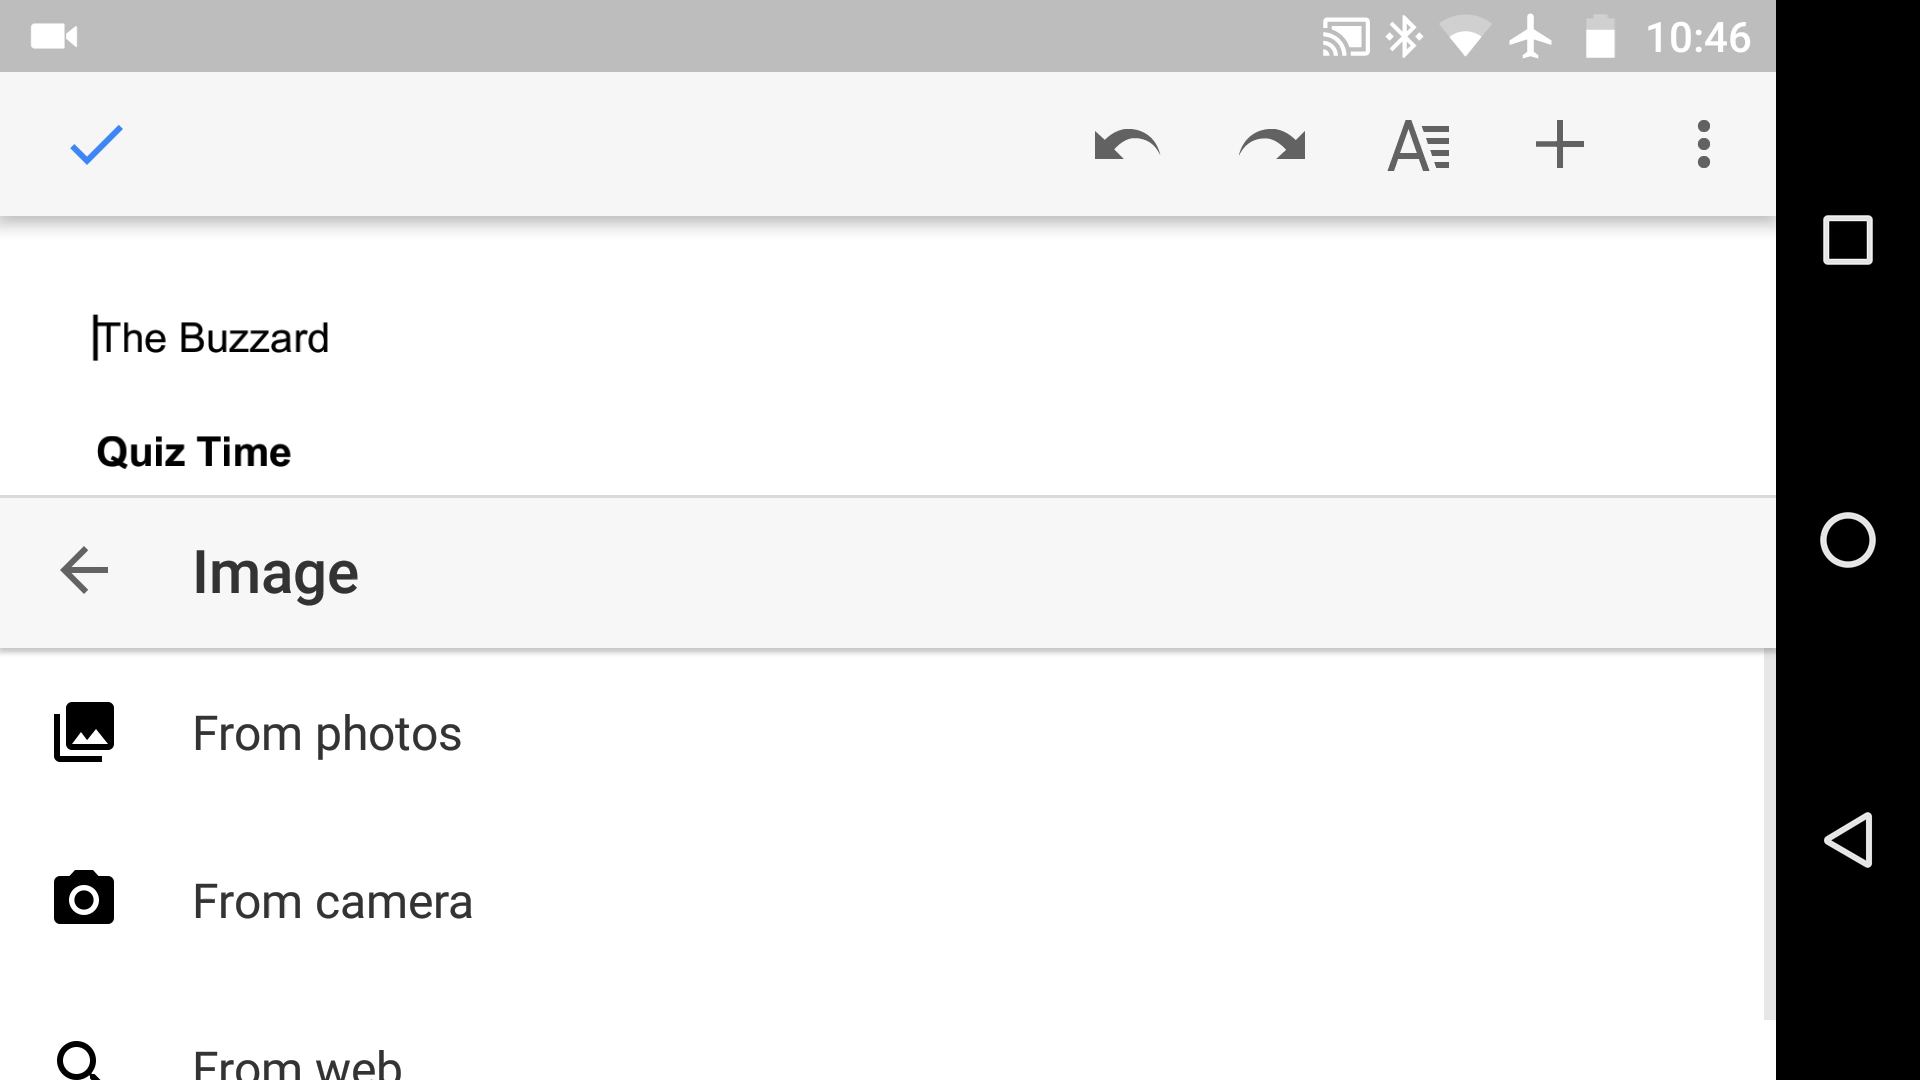 10:46
The Buzzard
Quiz Time
Image
From photos
From camera
From web